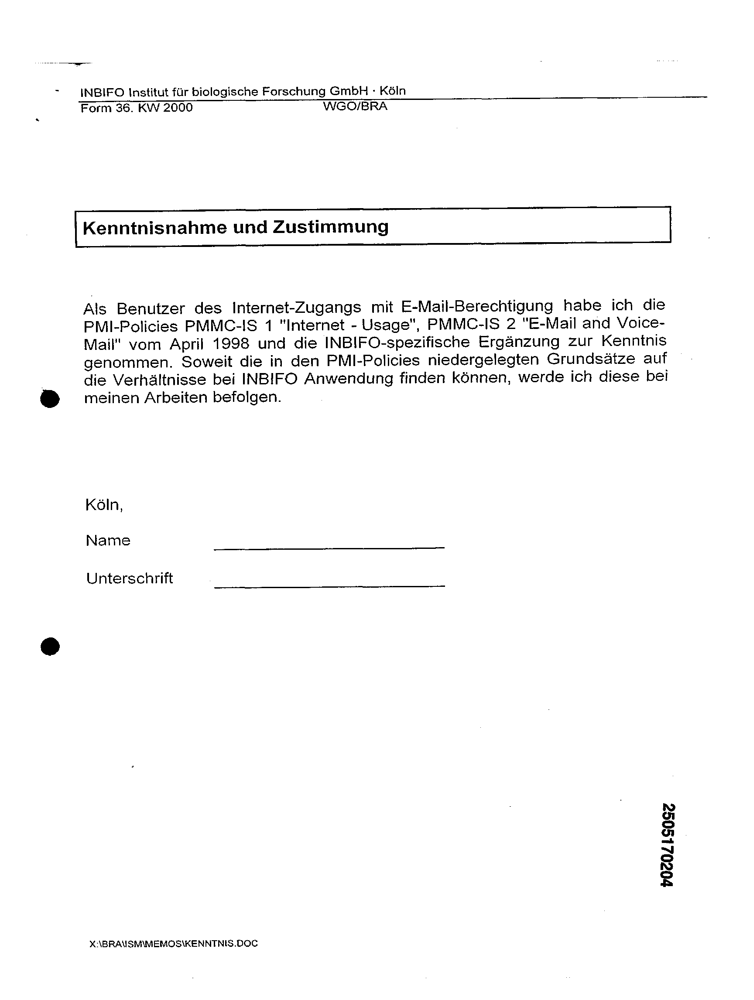 INBIFO Institut für biologische Forschung GmbH · Köln
Form 36. KW 2000 WGO/BRA
Kenntnisnahme und Zustimmung
Als Benutzer des Internet-Zugangs mit E-Mail-Berechtigung habe ich die
PMI-Policies PMMC-IS 1 "Internet - Usage", PMMC-IS 2 "E-Mail and Voice-
Mail" vom April 1998 und die INBIFO-spezifische Ergänzung zur Kenntnis
genommen. Soweit die in den PMI-Policies niedergelegten Grundsätze auf
die Verhältnisse bei INBIFO Anwendung finden können, werde ich diese bei
meinen Arbeiten befolgen.
Köln,
Name
Unterschrift
2505170204
X:\BRA\ISM\MEMOS\KENNTNIS.DOC